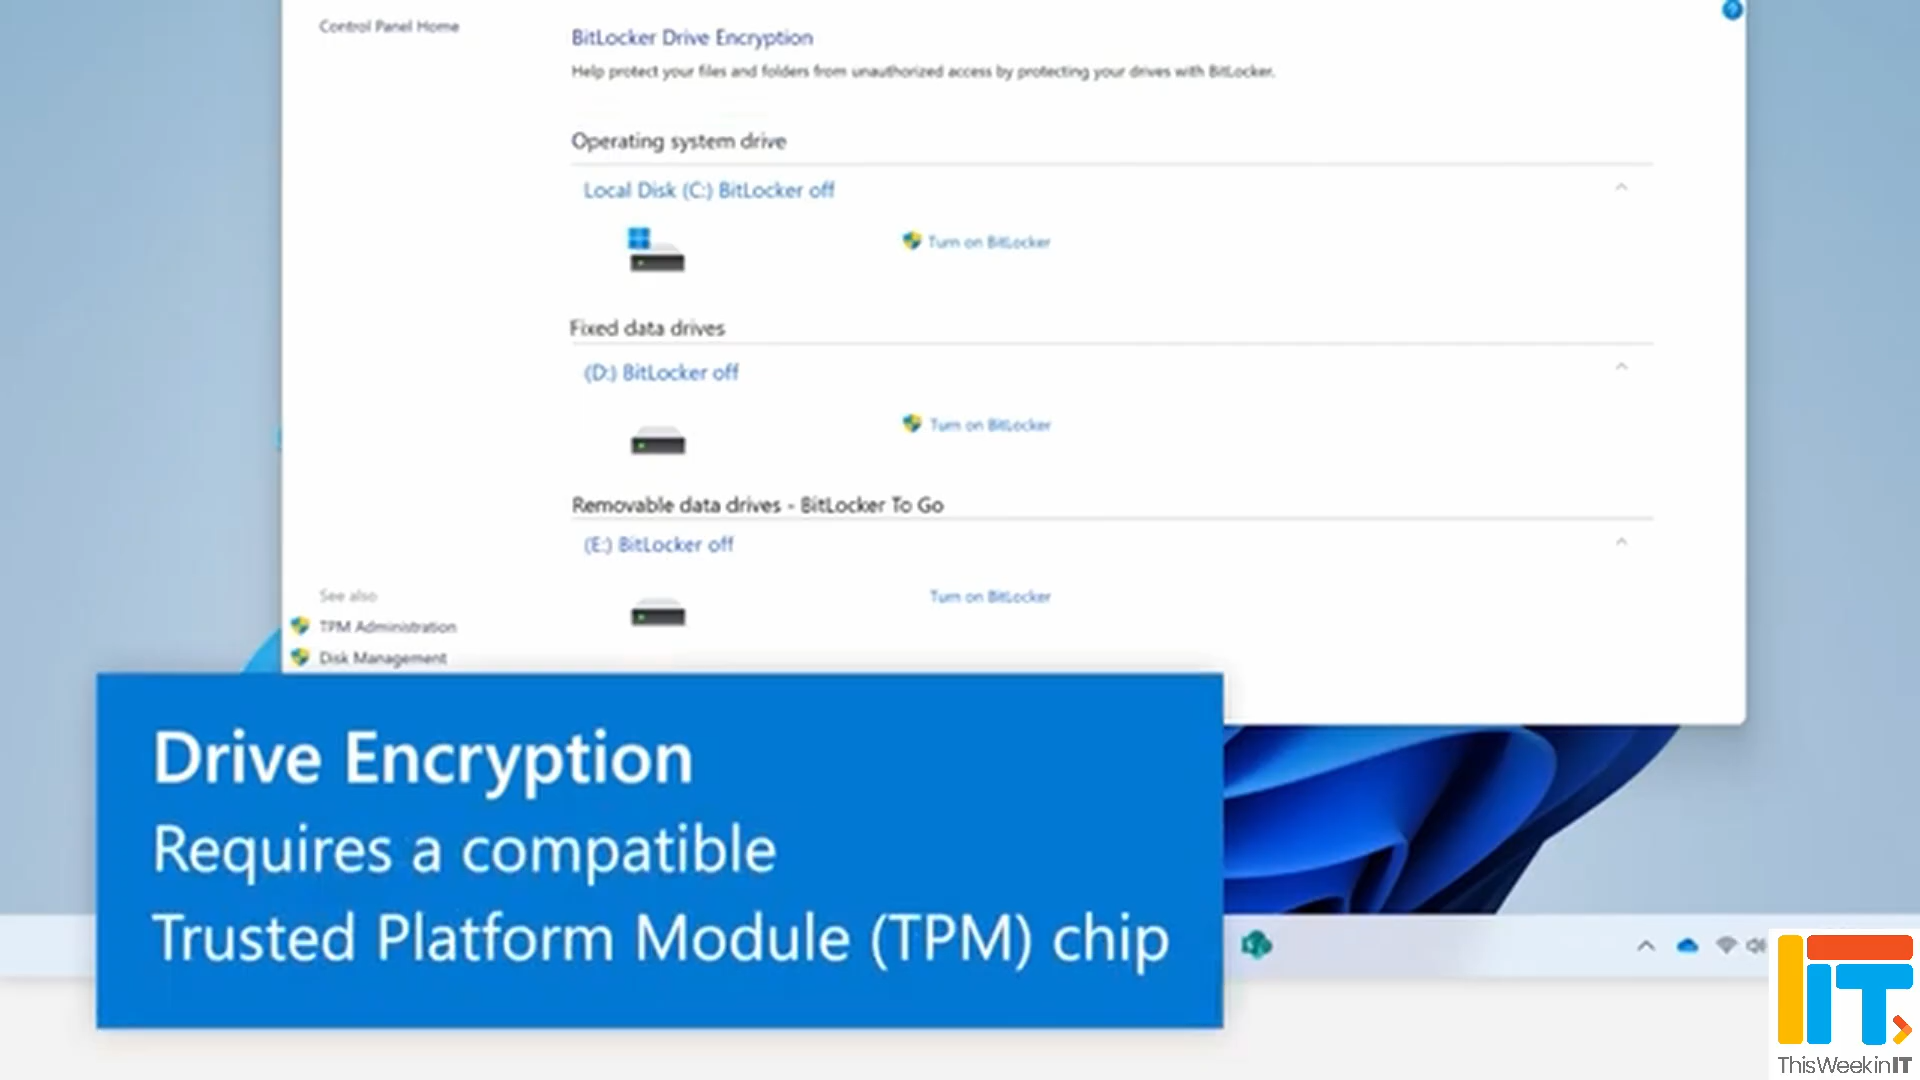 Control Panel Home
BitLocker Drive Encryption
Help protect your files and folders from unauthorized access by protecting your drives with BitLocker.
Operating system drive
Local Disk (C:) BitLocker off
Turn on BitLocker
Fixed data drives
(D:) BitLocker off
Turn on BitLocker
Removable data drives - BitLocker To Go
(E:) BitLocker off
Turn on BitLocker
See also
TPM Administration
Disk Management
Drive Encryption
Requires a compatible
Trusted Platform Module (TPM) chip
IT
ThisWeekinIT